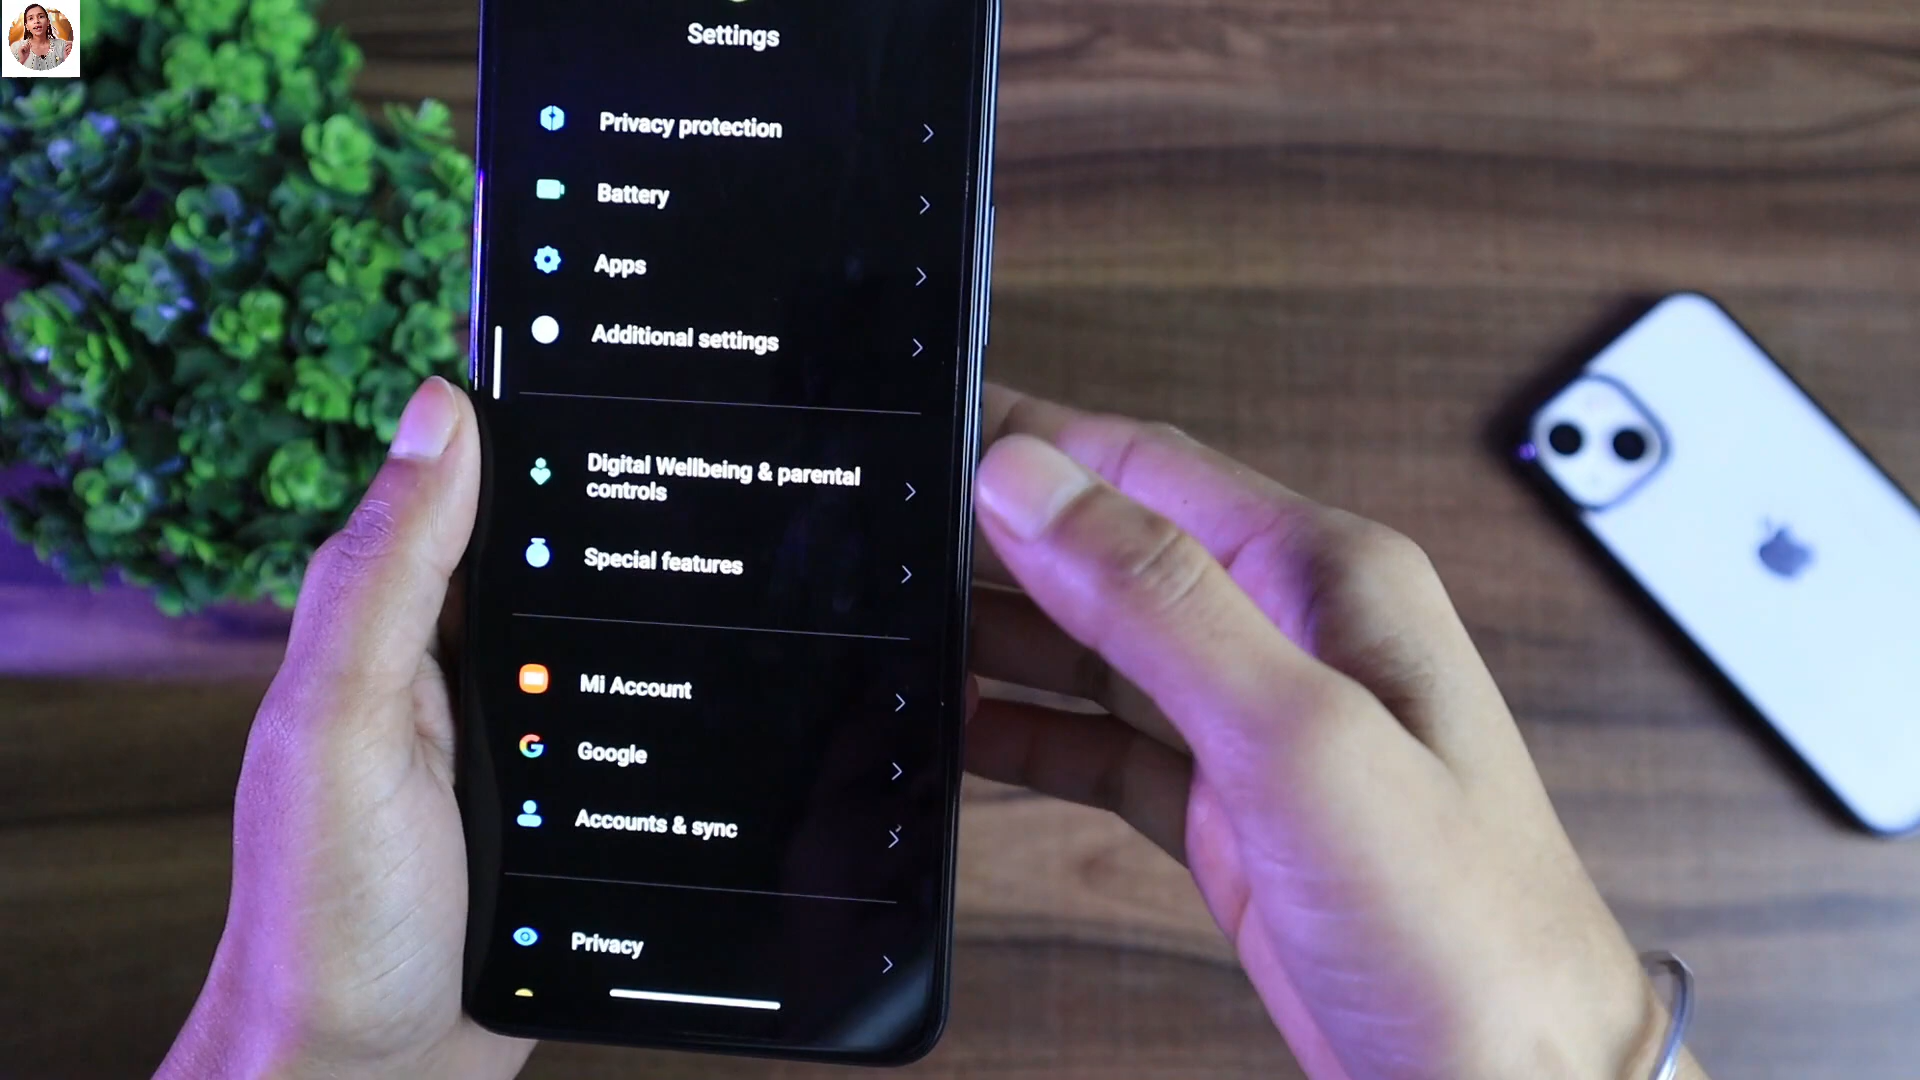 Settings
Privacy protection
Battery
Apps
Additional settings
Digital Wellbeing & parental
controls
Special features
Mi Account
Google
Accounts & sync
Privacy